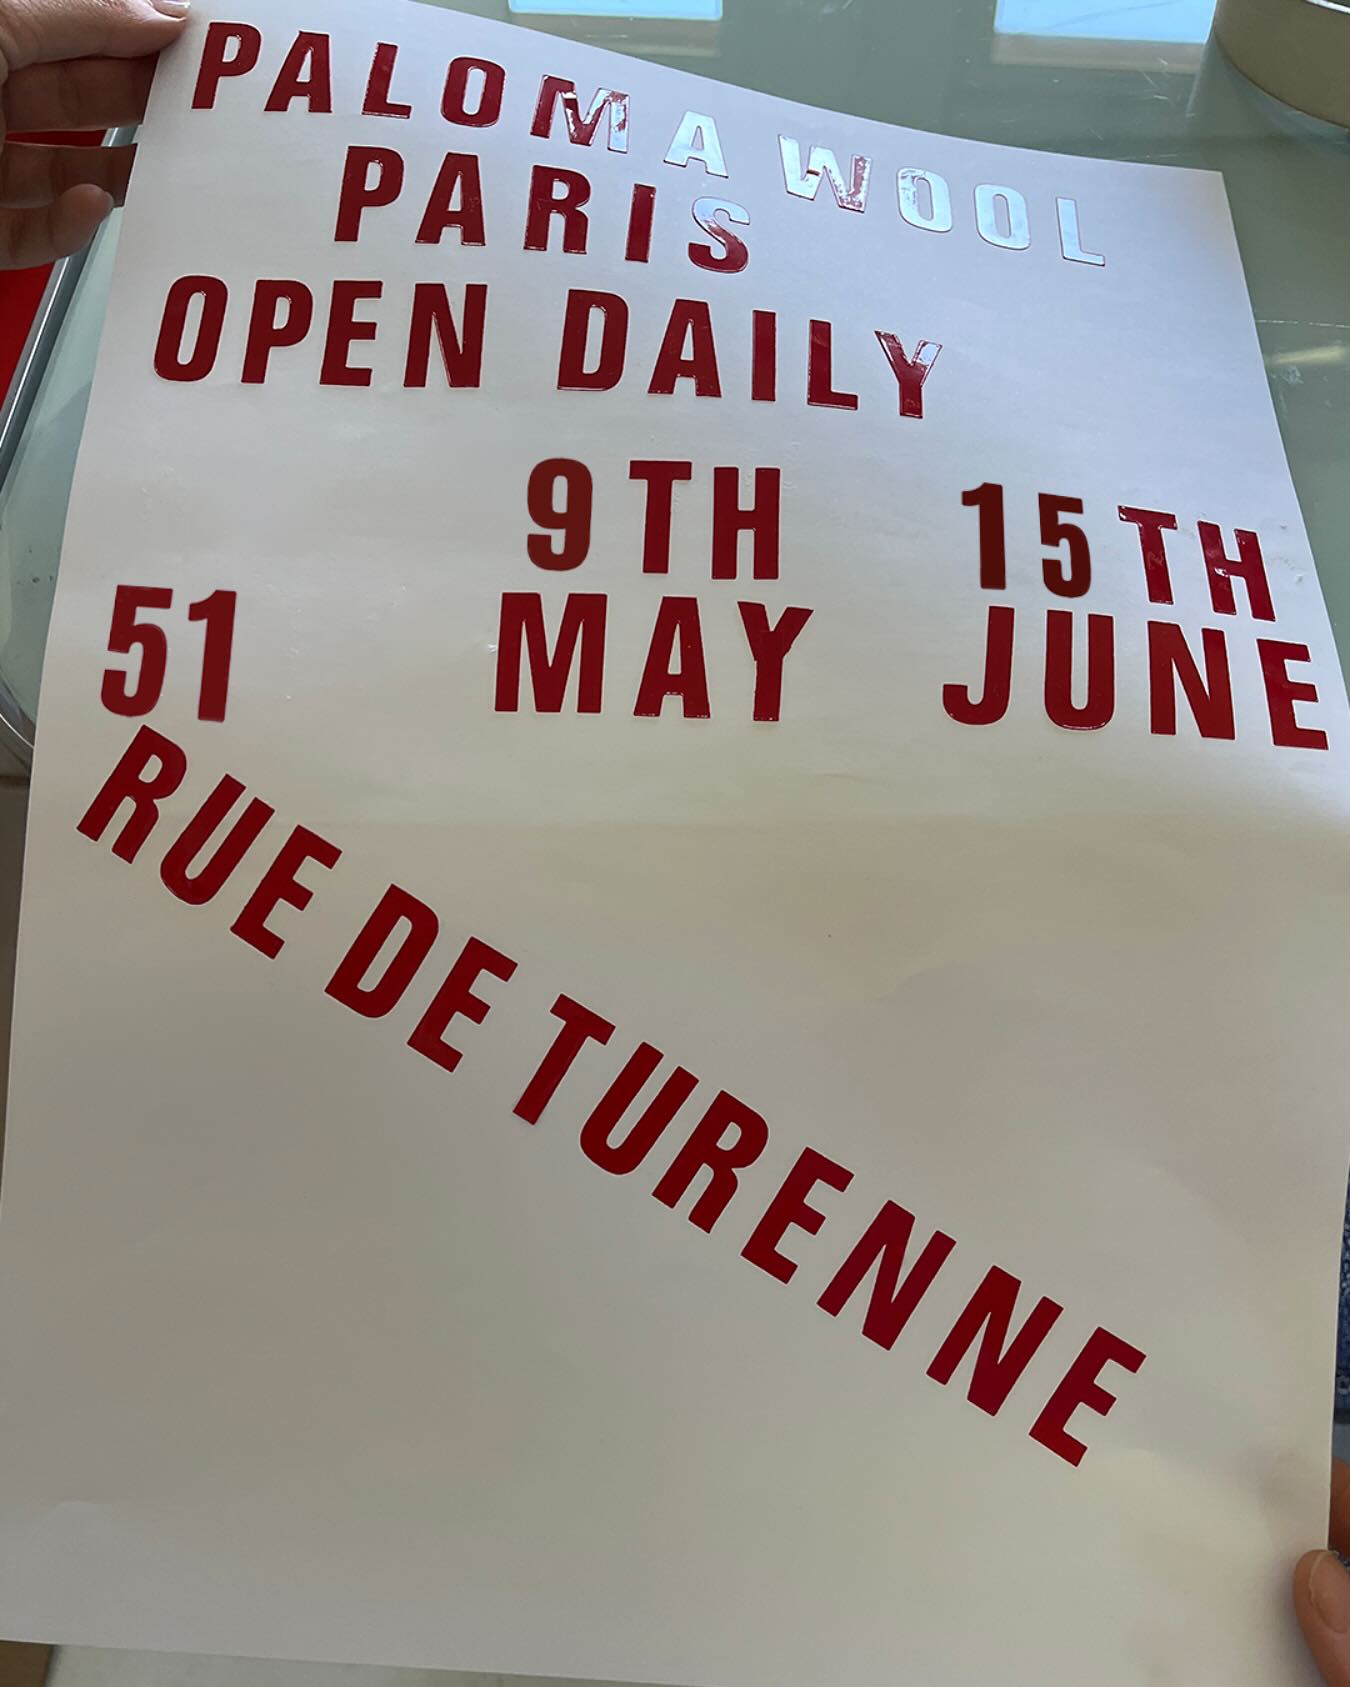 PALOMA WOOL
PARIS
OPEN DAILY
9TH 15TH
MAY JUNE
51
RUE DE TURENNE